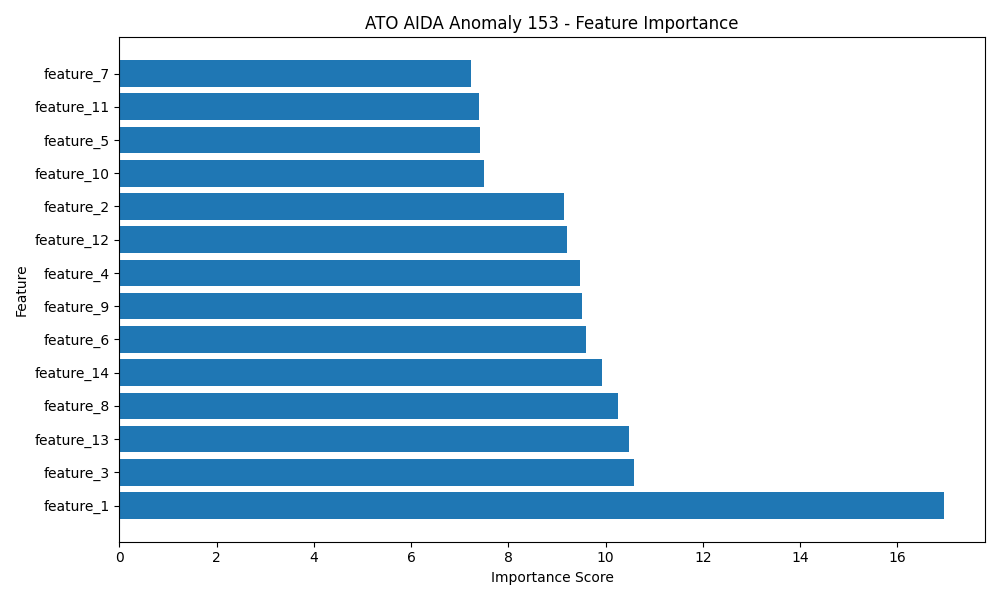 ATO AIDA Anomaly 153 - Feature Importance
Feature
feature_7
feature_11
feature_5
feature_10
feature_2
feature_12
feature_4
feature_9
feature_6
feature_14
feature_8
feature_13
feature_3
feature_1
0 2 4 6 8 10 12 14 16
Importance Score